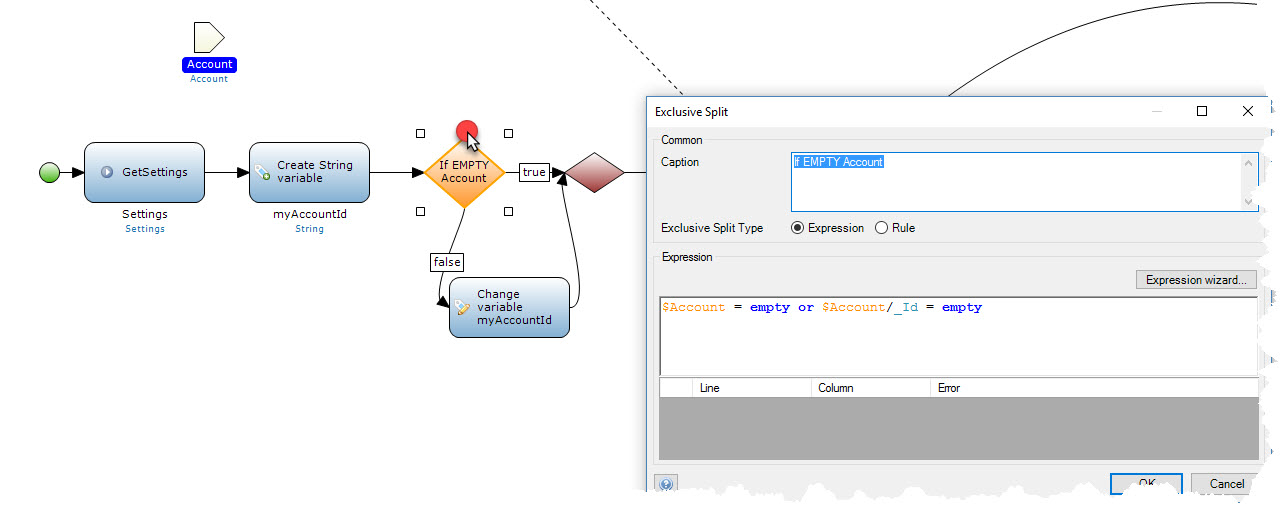 Account
Account
GetSettings
Settings
Settings
Create String
variable
myAccountId
String
If EMPTY
Account
true
false
Change
variable
myAccountId
Exclusive Split
Common
Caption
If EMPTY Account
Exclusive Split Type
Expression
Rule
Expression
Expression wizard...
$Account = empty or $Account/_Id = empty
Line
Column
Error
?
OK
Cancel